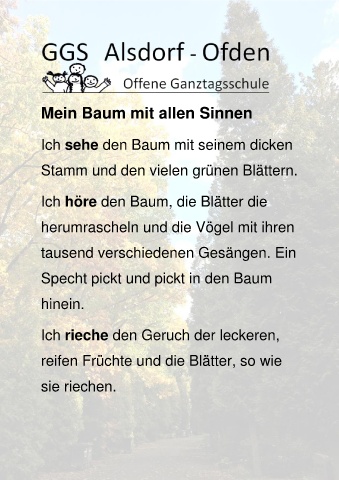 GGS Alsdorf - Ofden
Offene Ganztagsschule
Mein Baum mit allen Sinnen
Ich sehe den Baum mit seinem dicken
Stamm und den vielen grünen Blättern.
Ich höre den Baum, die Blätter die
herumrascheln und die Vögel mit ihren
tausend verschiedenen Gesängen. Ein
Specht pickt und pickt in den Baum
hinein.
Ich rieche den Geruch der leckeren,
reifen Früchte und die Blätter, so wie
sie riechen.